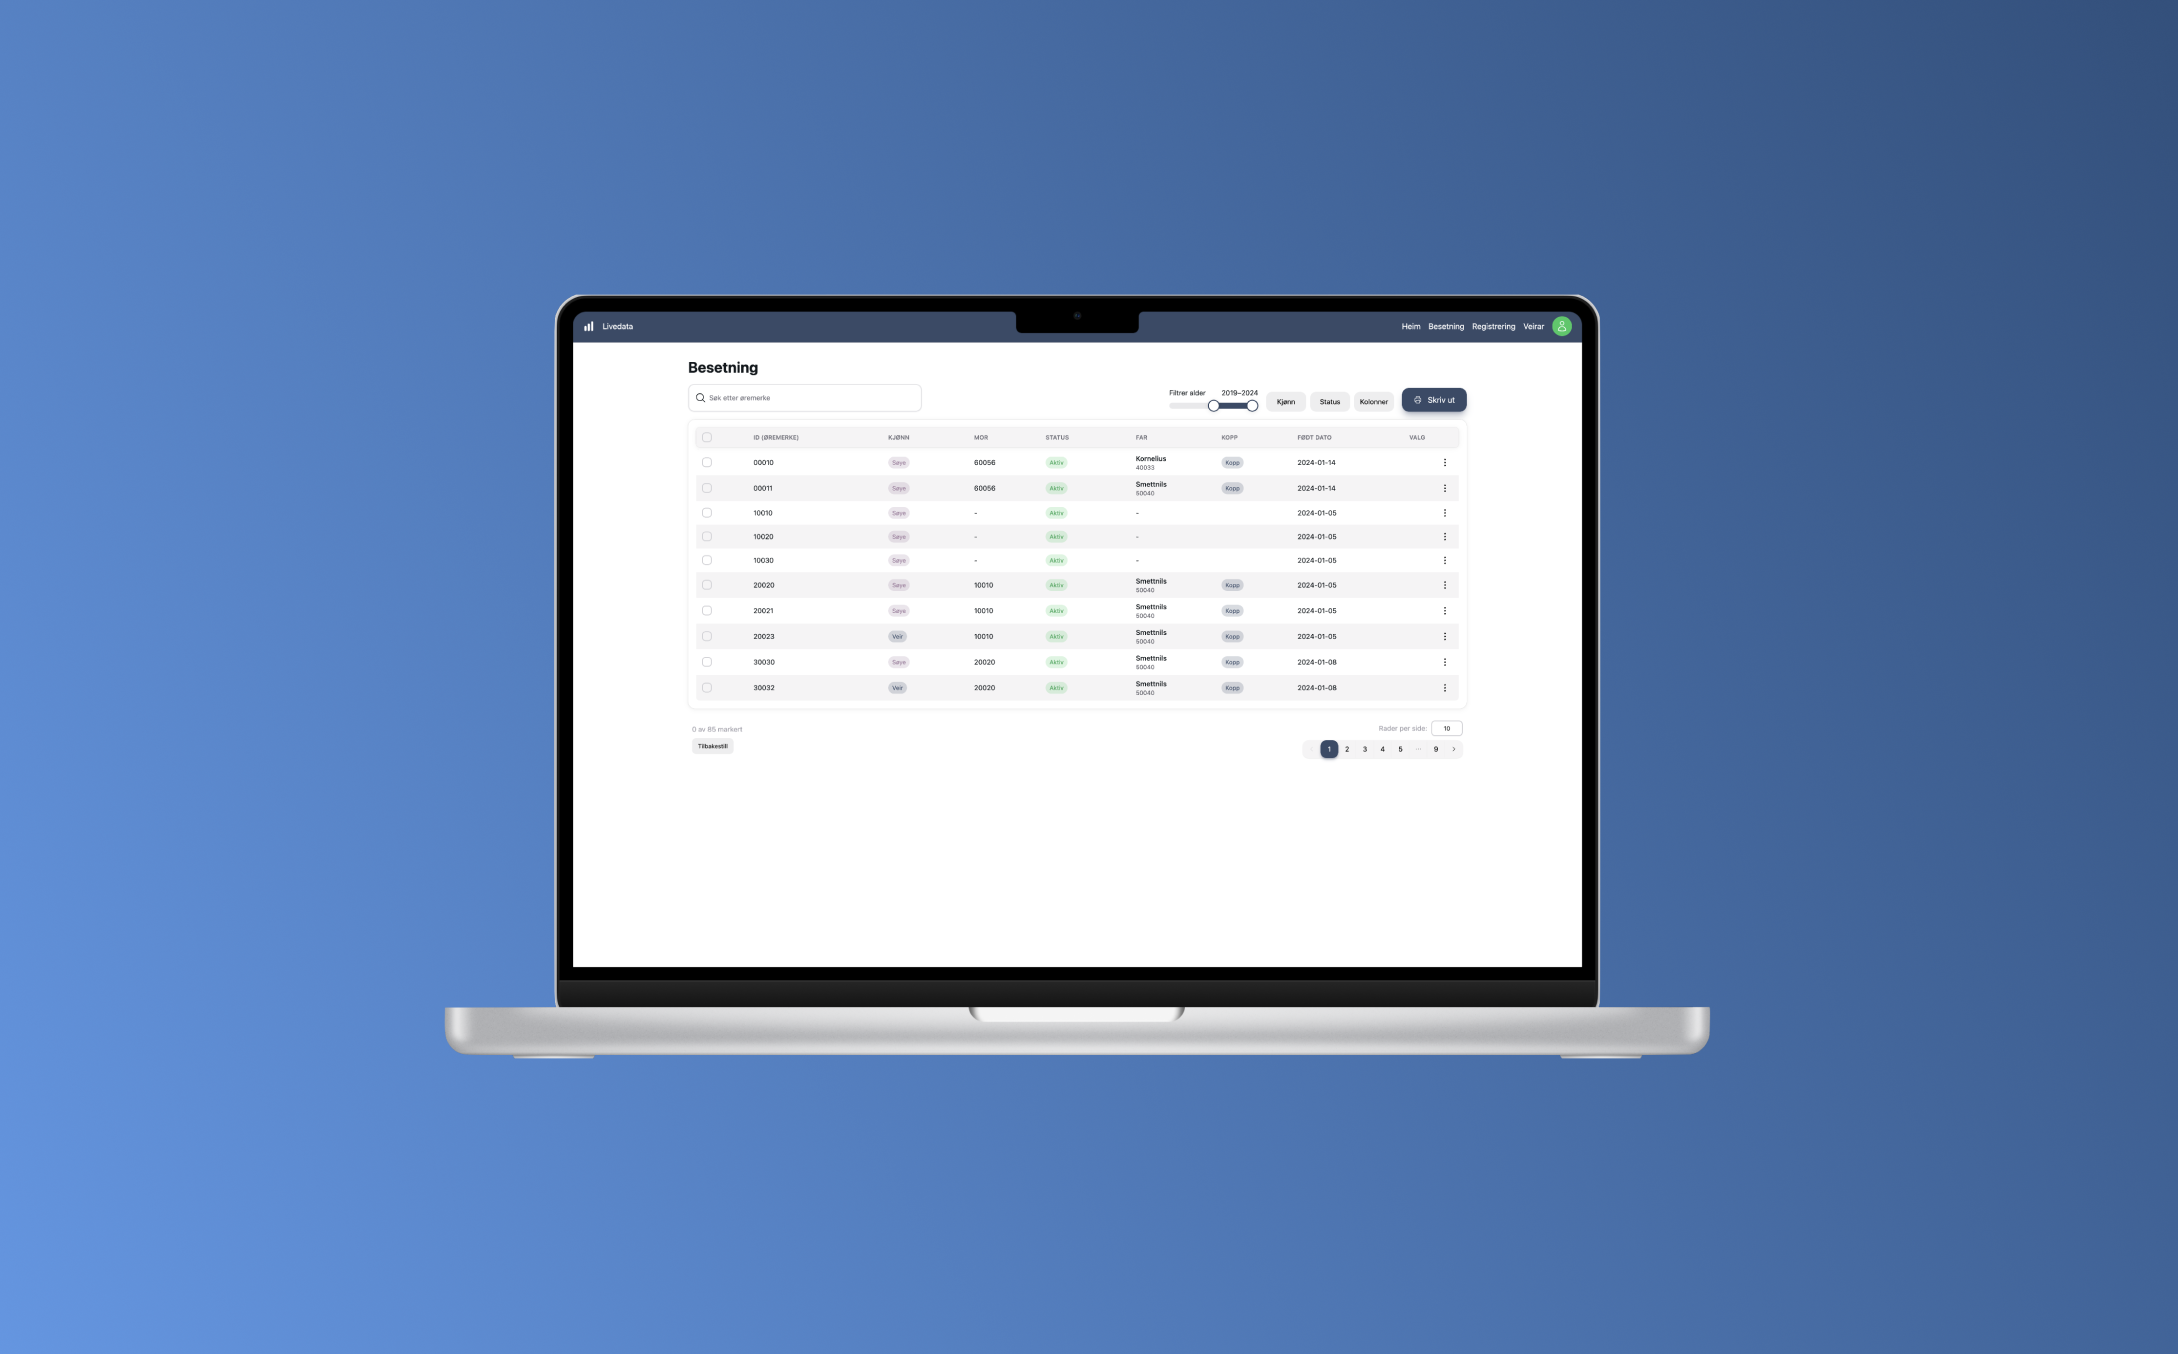 Livedata
Heim Besetning Registrering Veirar
Besetning
Søk etter øremerke
Filtrer alder 2019–2024
Kjønn Status Kolonner Skriv ut
ID (ØREMERKE) KJØNN MOR STATUS FAR KOPP FØDT DATO VALG
00010 Søye 60056 Aktiv Kornelius 40033 Kopp 2024-01-14
00011 Søye 60056 Aktiv Smettnils 50040 Kopp 2024-01-14
10010 Søye - Aktiv - 2024-01-05
10020 Søye - Aktiv - 2024-01-05
10030 Søye - Aktiv - 2024-01-05
20020 Søye 10010 Aktiv Smettnils 50040 Kopp 2024-01-05
20021 Søye 10010 Aktiv Smettnils 50040 Kopp 2024-01-05
20023 Veir 10010 Aktiv Smettnils 50040 Kopp 2024-01-05
30030 Søye 20020 Aktiv Smettnils 50040 Kopp 2024-01-08
30032 Veir 20020 Aktiv Smettnils 50040 Kopp 2024-01-08
0 av 85 markert
Rader per side: 10
Tilbakestill
1 2 3 4 5 ... 9